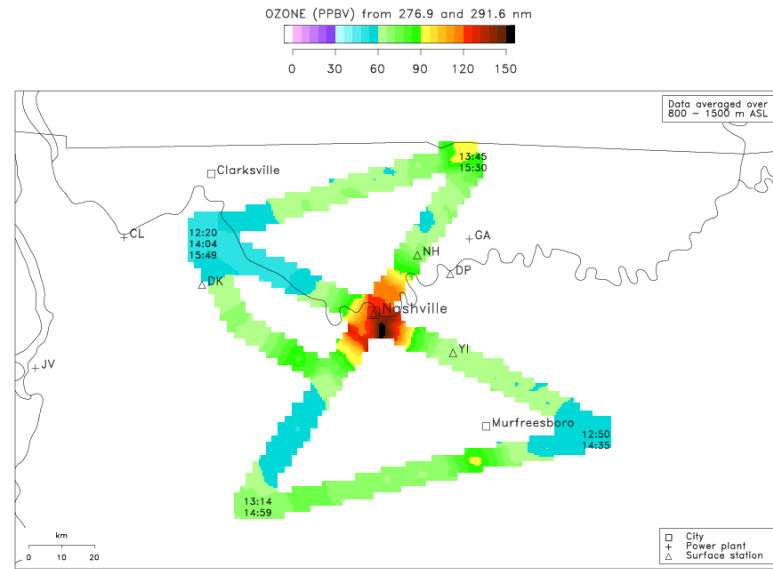 OZONE (PPBV) from 276.9 and 291.6 nm
0 30 60 90 120 150
Data averaged over
800 - 1500 m ASL
13:45
15:30
Clarksville
CL
GA
12:20
14:04
15:49
NH
DP
DK
Nashville
YI
JV
Murfreesboro
12:50
14:35
13:14
14:59
km
0 10 20
City
Power plant
Surface station